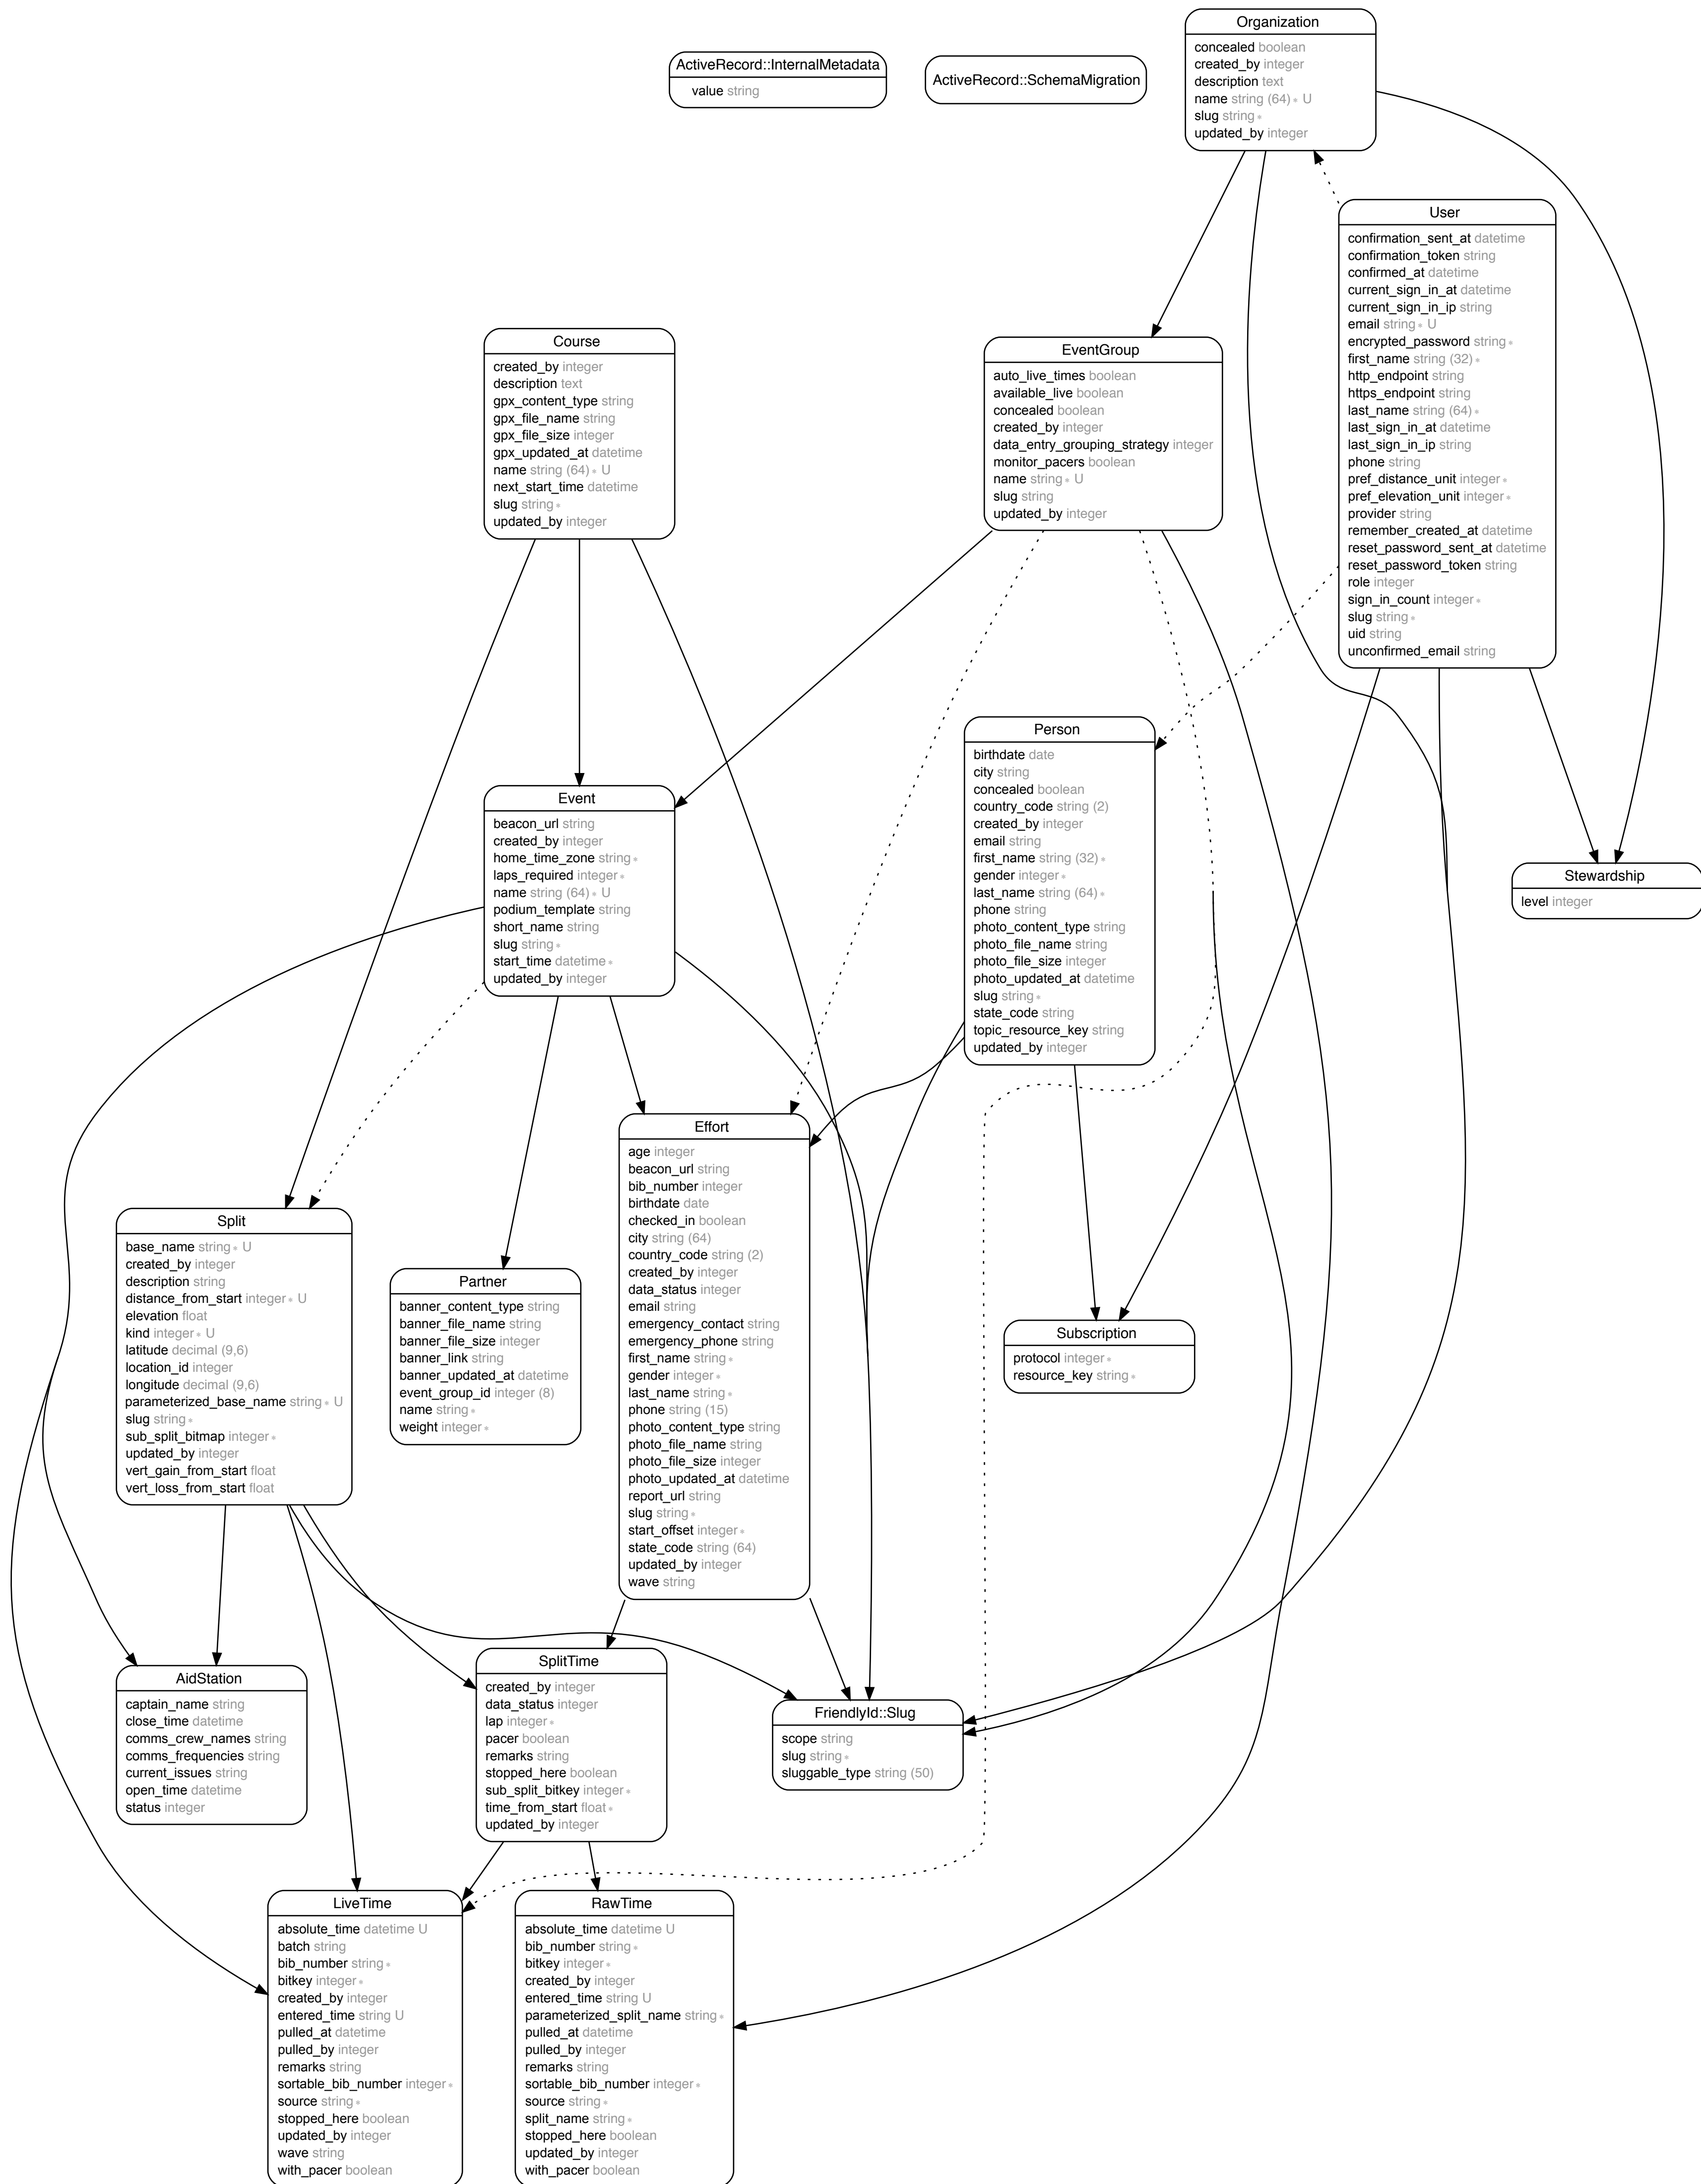 Organization
concealed boolean
created_by integer
description text
name string (64) * U
slug string *
updated_by integer
ActiveRecord::InternalMetadata
value string
ActiveRecord::SchemaMigration
User
confirmation_sent_at datetime
confirmation_token string
confirmed_at datetime
current_sign_in_at datetime
current_sign_in_ip string
email string * U
encrypted_password string *
first_name string (32) *
http_endpoint string
https_endpoint string
last_name string (64) *
last_sign_in_at datetime
last_sign_in_ip string
phone string
pref_distance_unit integer *
pref_elevation_unit integer *
provider string
remember_created_at datetime
reset_password_sent_at datetime
reset_password_token string
role integer
sign_in_count integer *
slug string *
uid string
unconfirmed_email string
Course
created_by integer
description text
gpx_content_type string
gpx_file_name string
gpx_file_size integer
gpx_updated_at datetime
name string (64) * U
next_start_time datetime
slug string *
updated_by integer
EventGroup
auto_live_times boolean
available_live boolean
concealed boolean
created_by integer
data_entry_grouping_strategy integer
monitor_pacers boolean
name string * U
slug string
updated_by integer
Person
birthdate date
city string
concealed boolean
country_code string (2)
created_by integer
email string
first_name string (32) *
gender integer *
last_name string (64) *
phone string
photo_content_type string
photo_file_name string
photo_file_size integer
photo_updated_at datetime
slug string *
state_code string
topic_resource_key string
updated_by integer
Event
beacon_url string
created_by integer
home_time_zone string *
laps_required integer *
name string (64) * U
podium_template string
short_name string
slug string *
start_time datetime *
updated_by integer
Stewardship
level integer
Effort
age integer
beacon_url string
bib_number integer
birthdate date
checked_in boolean
city string (64)
country_code string (2)
created_by integer
data_status integer
email string
emergency_contact string
emergency_phone string
first_name string *
gender integer *
last_name string *
phone string (15)
photo_content_type string
photo_file_name string
photo_file_size integer
photo_updated_at datetime
report_url string
slug string *
start_offset integer *
state_code string (64)
updated_by integer
wave string
Split
base_name string * U
created_by integer
description string
distance_from_start integer * U
elevation float
kind integer * U
latitude decimal (9,6)
location_id integer
longitude decimal (9,6)
parameterized_base_name string * U
slug string *
sub_split_bitmap integer *
updated_by integer
vert_gain_from_start float
vert_loss_from_start float
Partner
banner_content_type string
banner_file_name string
banner_file_size integer
banner_link string
banner_updated_at datetime
event_group_id integer (8)
name string *
weight integer *
Subscription
protocol integer *
resource_key string *
AidStation
captain_name string
close_time datetime
comms_crew_names string
comms_frequencies string
current_issues string
open_time datetime
status integer
SplitTime
created_by integer
data_status integer
lap integer *
pacer boolean
remarks string
stopped_here boolean
sub_split_bitkey integer *
time_from_start float *
updated_by integer
FriendlyId::Slug
scope string
slug string *
sluggable_type string (50)
LiveTime
absolute_time datetime U
batch string
bib_number string *
bitkey integer *
created_by integer
entered_time string U
pulled_at datetime
pulled_by integer
remarks string
sortable_bib_number integer *
source string *
stopped_here boolean
updated_by integer
wave string
with_pacer boolean
RawTime
absolute_time datetime U
bib_number string *
bitkey integer *
created_by integer
entered_time string U
parameterized_split_name string *
pulled_at datetime
pulled_by integer
remarks string
sortable_bib_number integer *
source string *
split_name string *
stopped_here boolean
updated_by integer
with_pacer boolean